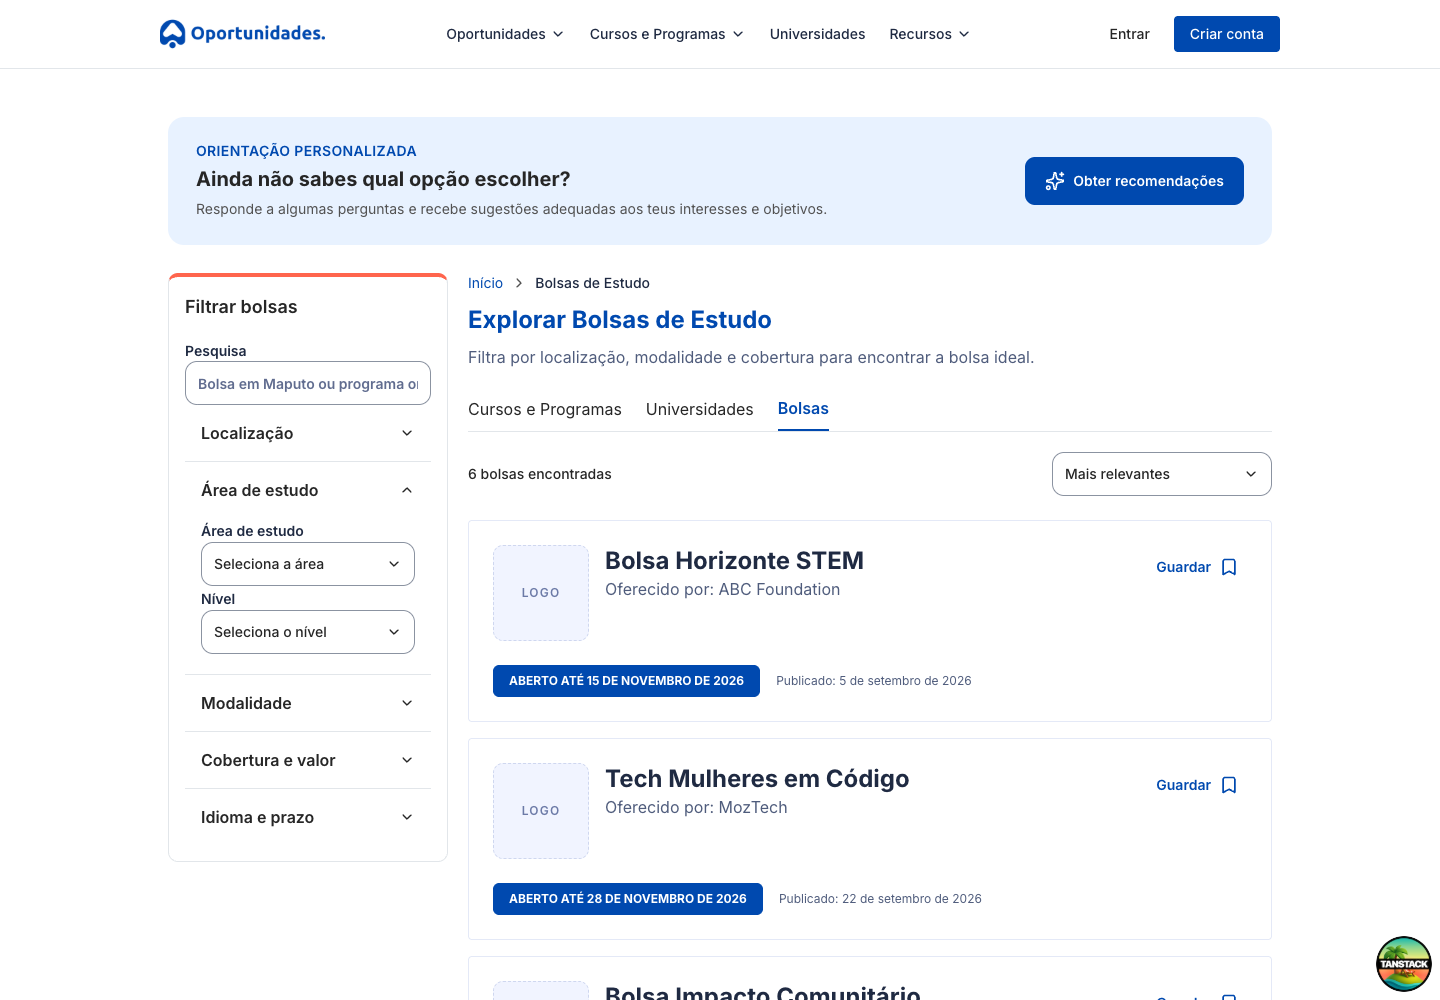 Oportunidades.
Oportunidades
Cursos e Programas
Universidades
Recursos
Entrar
Criar conta
ORIENTAÇÃO PERSONALIZADA
Ainda não sabes qual opção escolher?
Responde a algumas perguntas e recebe sugestões adequadas aos teus interesses e objetivos.
Obter recomendações
Filtrar bolsas
Pesquisa
Bolsa em Maputo ou programa
Localização
Área de estudo
Área de estudo
Seleciona a área
Nível
Seleciona o nível
Modalidade
Cobertura e valor
Idioma e prazo
Início
Bolsas de Estudo
Explorar Bolsas de Estudo
Filtra por localização, modalidade e cobertura para encontrar a bolsa ideal.
Cursos e Programas
Universidades
Bolsas
6 bolsas encontradas
Mais relevantes
LOGO
Bolsa Horizonte STEM
Oferecido por: ABC Foundation
Guardar
ABERTO ATÉ 15 DE NOVEMBRO DE 2026
Publicado: 5 de setembro de 2026
LOGO
Tech Mulheres em Código
Oferecido por: MozTech
Guardar
ABERTO ATÉ 28 DE NOVEMBRO DE 2026
Publicado: 22 de setembro de 2026
Bolsa Impacto Comunitário
TANSTACK